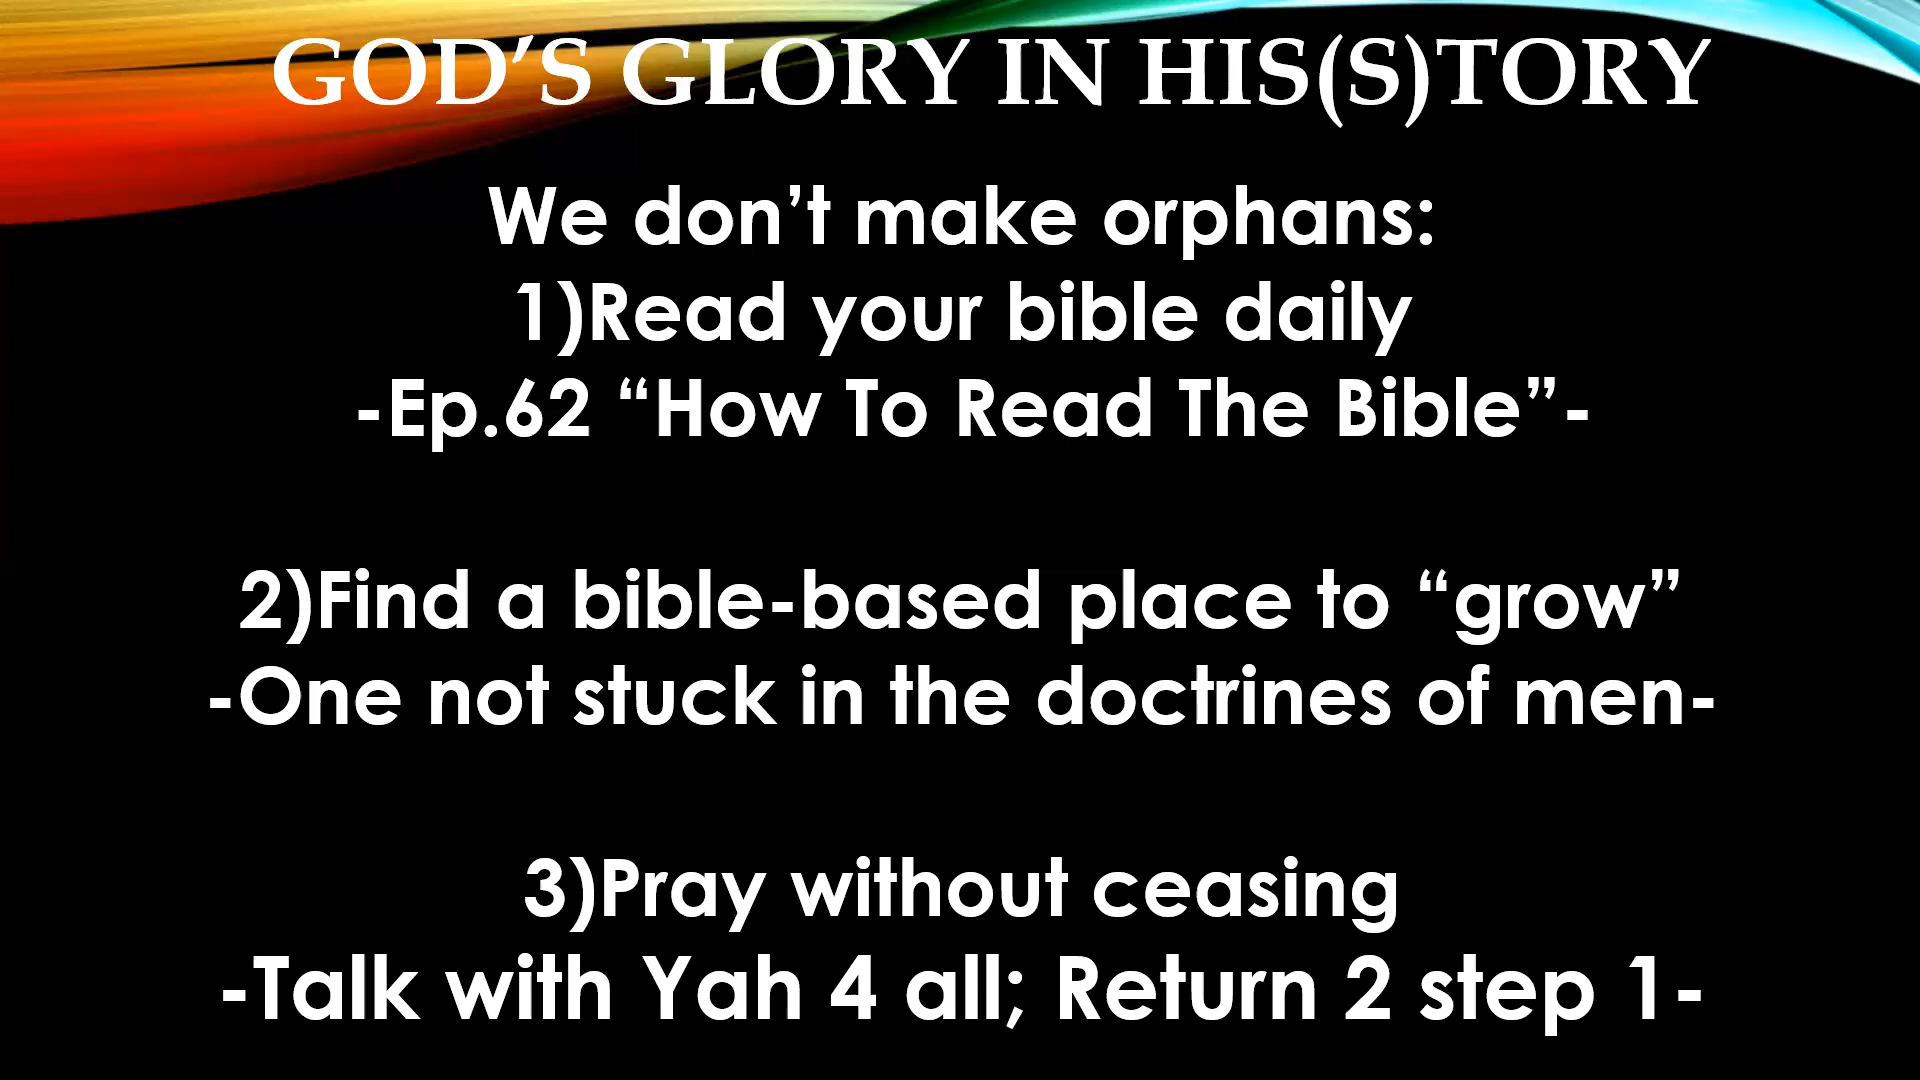 GOD’S GLORY IN HIS(S)TORY
We don’t make orphans:
1)Read your bible daily
-Ep.62 “How To Read The Bible”-
2)Find a bible-based place to “grow”
-One not stuck in the doctrines of men-
3)Pray without ceasing
-Talk with Yah 4 all; Return 2 step 1-